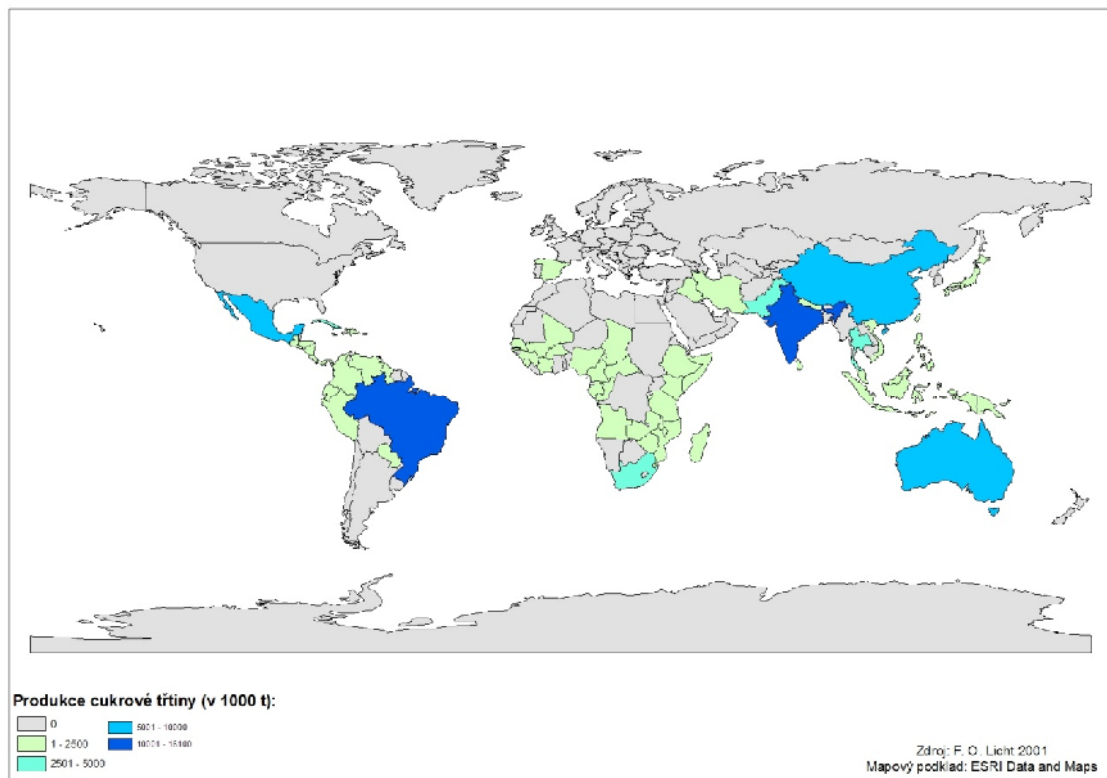 Produkce cukrové třtiny (v 1000 t):
0
1 - 2500
2501 - 5000
5001 - 10000
10001 - 15100
Zdroj: F. O. Licht 2001
Mapový podklad: ESRI Data and Maps